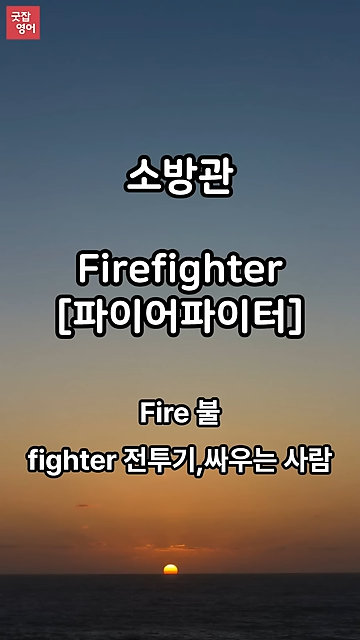 굿잡
영어
소방관
Firefighter
[파이어파이터]
Fire 불
fighter 전투기,싸우는 사람